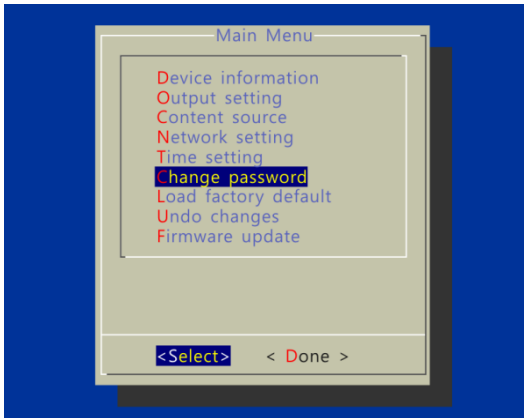 Main Menu
Device information
Output setting
Content source
Network setting
Time setting
Change password
Load factory default
Undo changes
Firmware update
<Select> < Done >